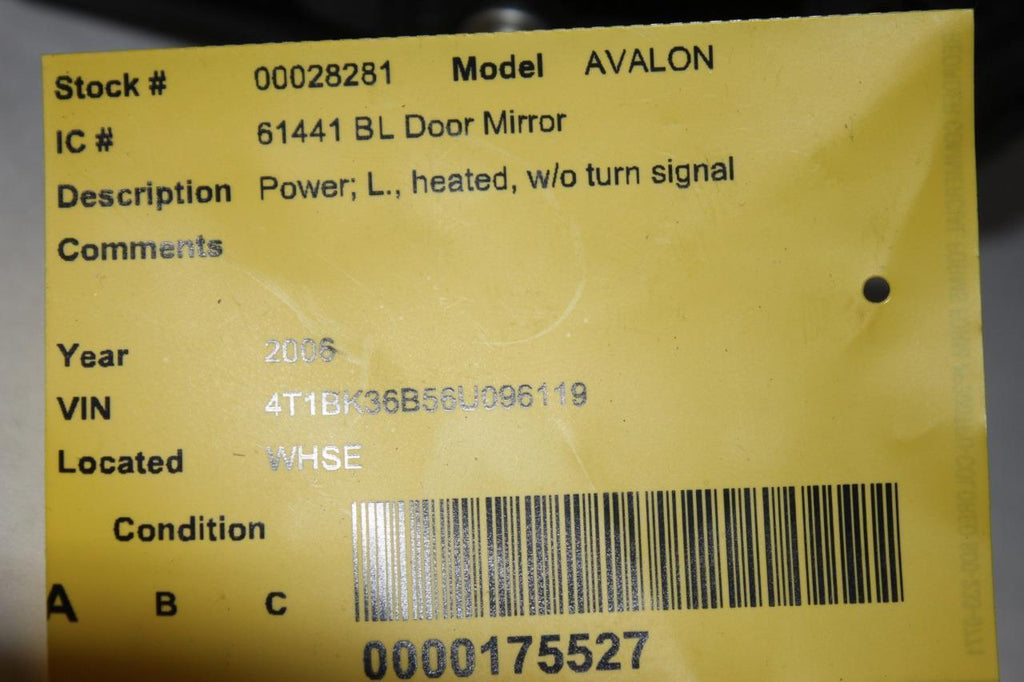 Stock # 00028281 Model AVALON
IC # 61441 BL Door Mirror
Description Power; L., heated, w/o turn signal
Comments
Year 2006
VIN 4T1BK36B56U096119
Located WHSE
Condition
A B C
0000175527